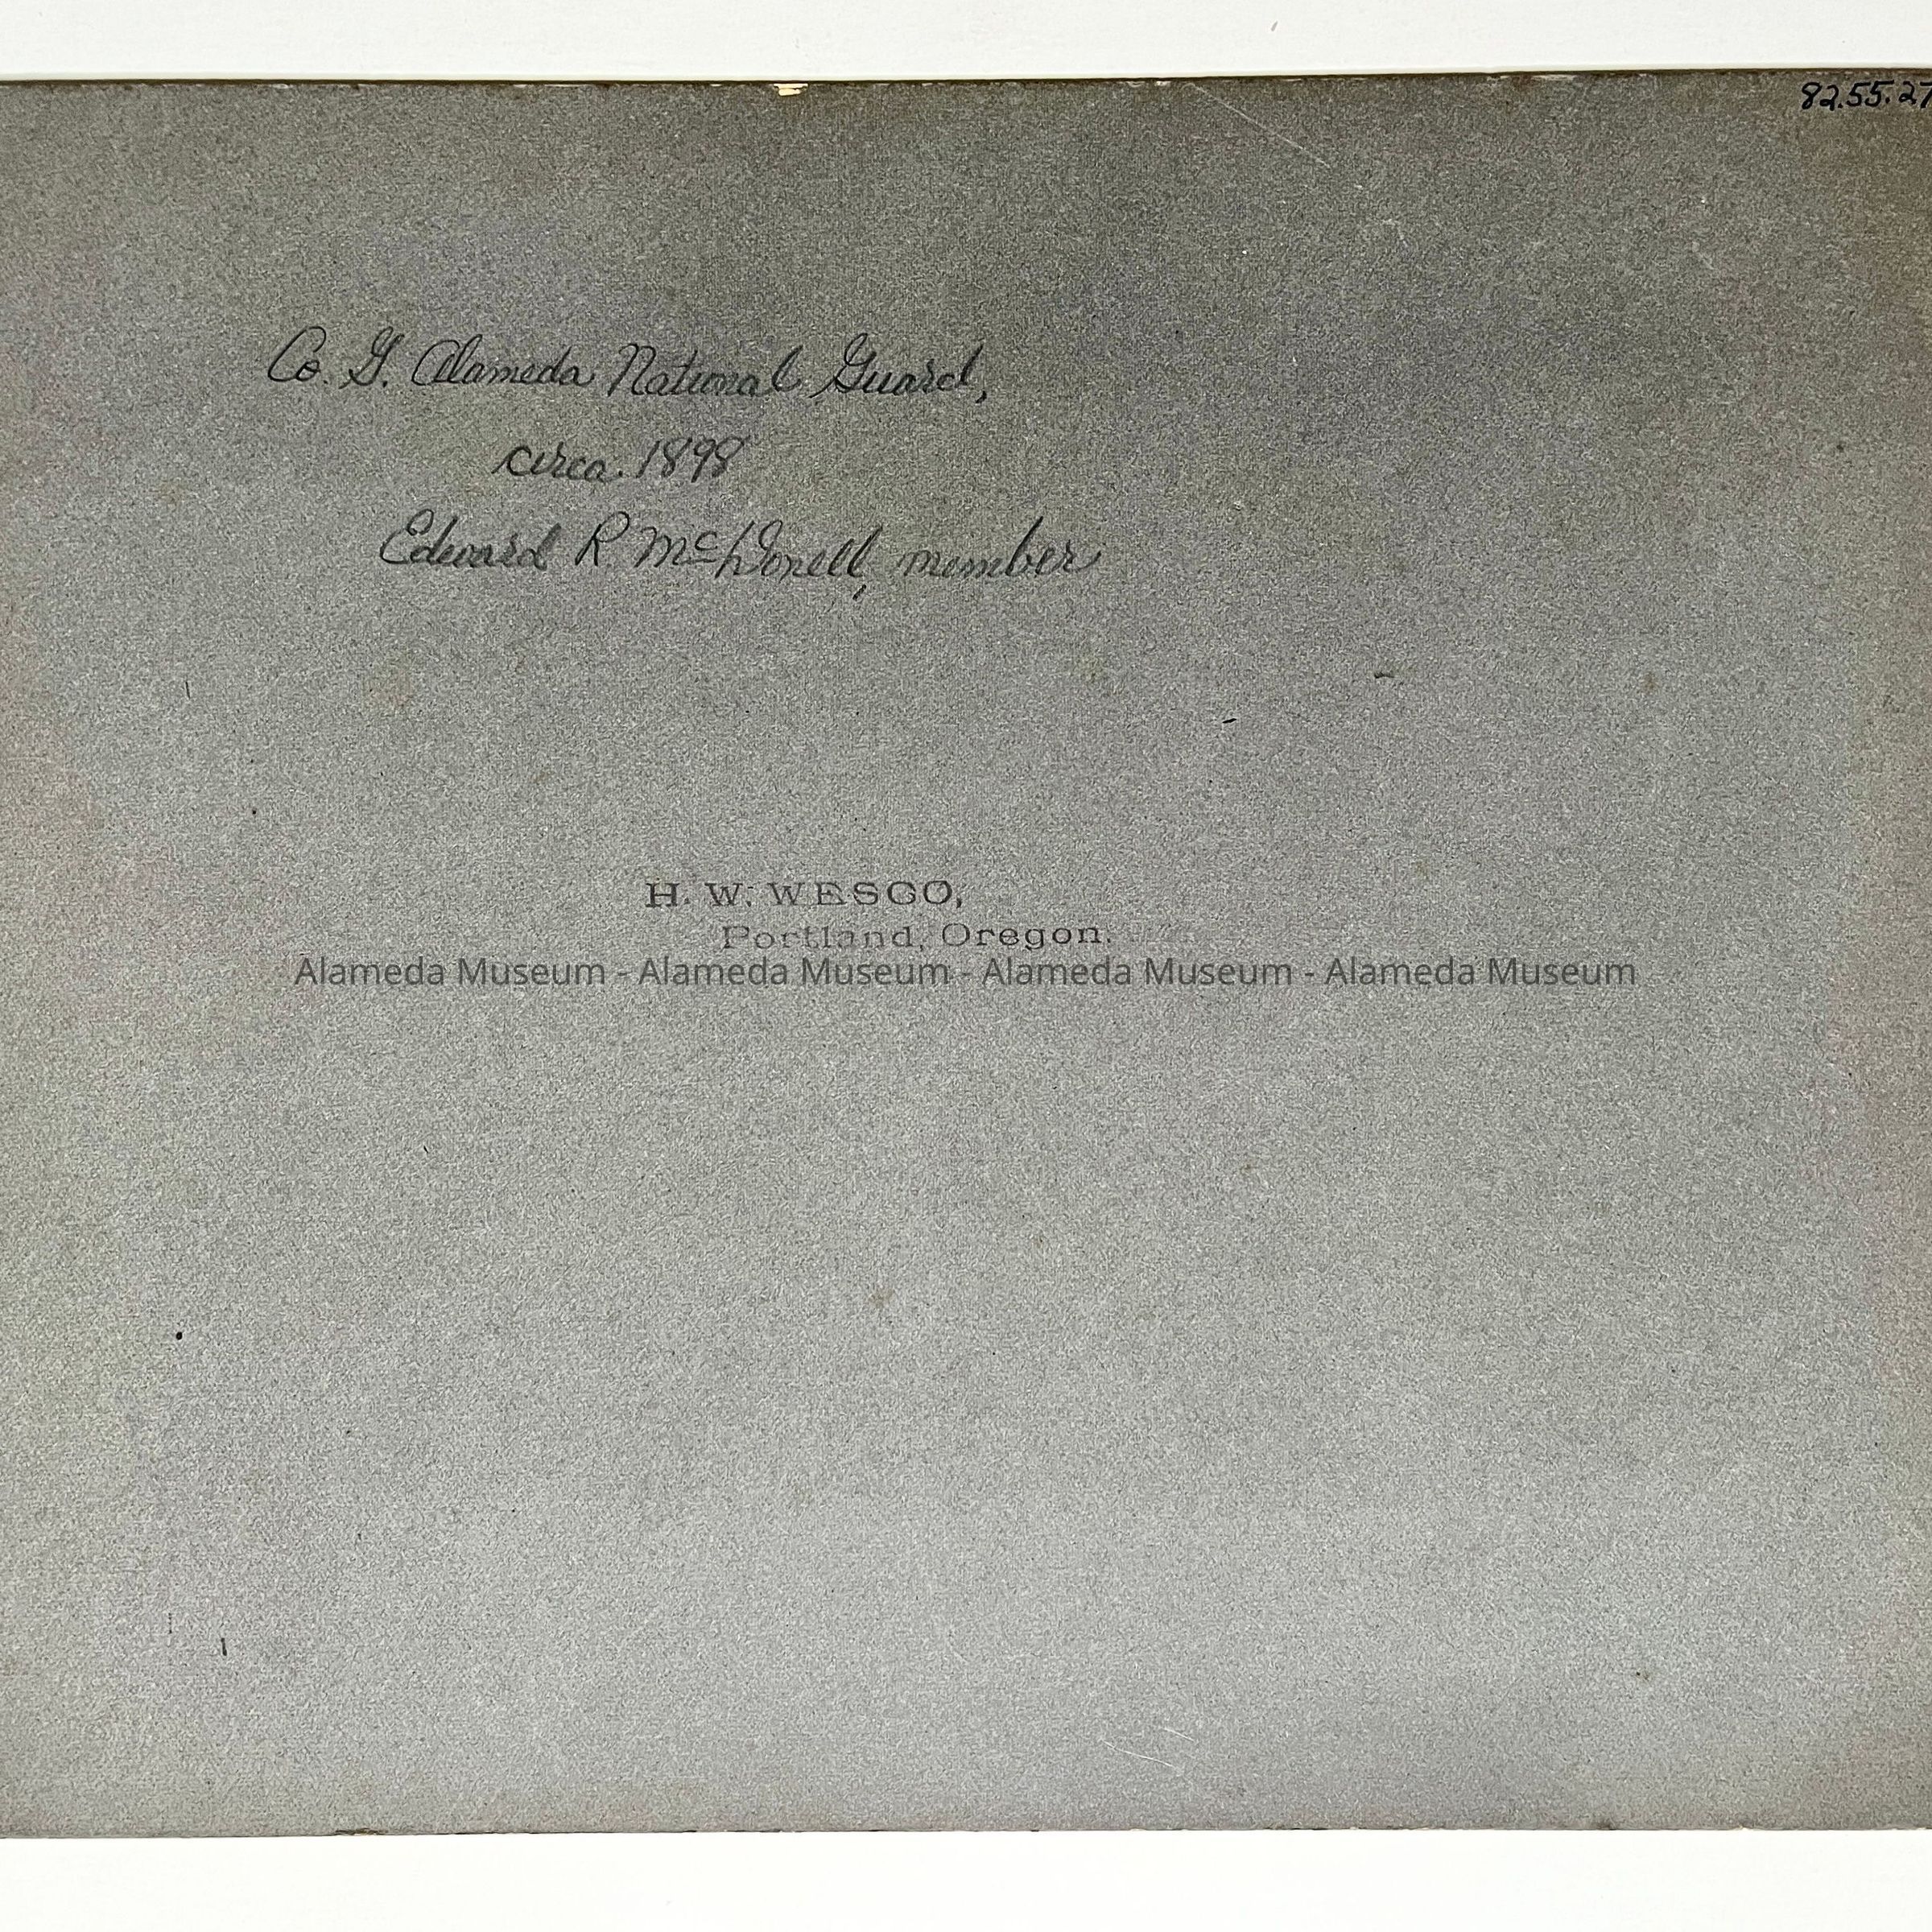 82.55.27
Co. G. Alameda National Guard,
circa. 1898
Edward R. McDonell, member
H. W. WESCO,
Portland, Oregon.
Alameda Museum - Alameda Museum - Alameda Museum - Alameda Museum